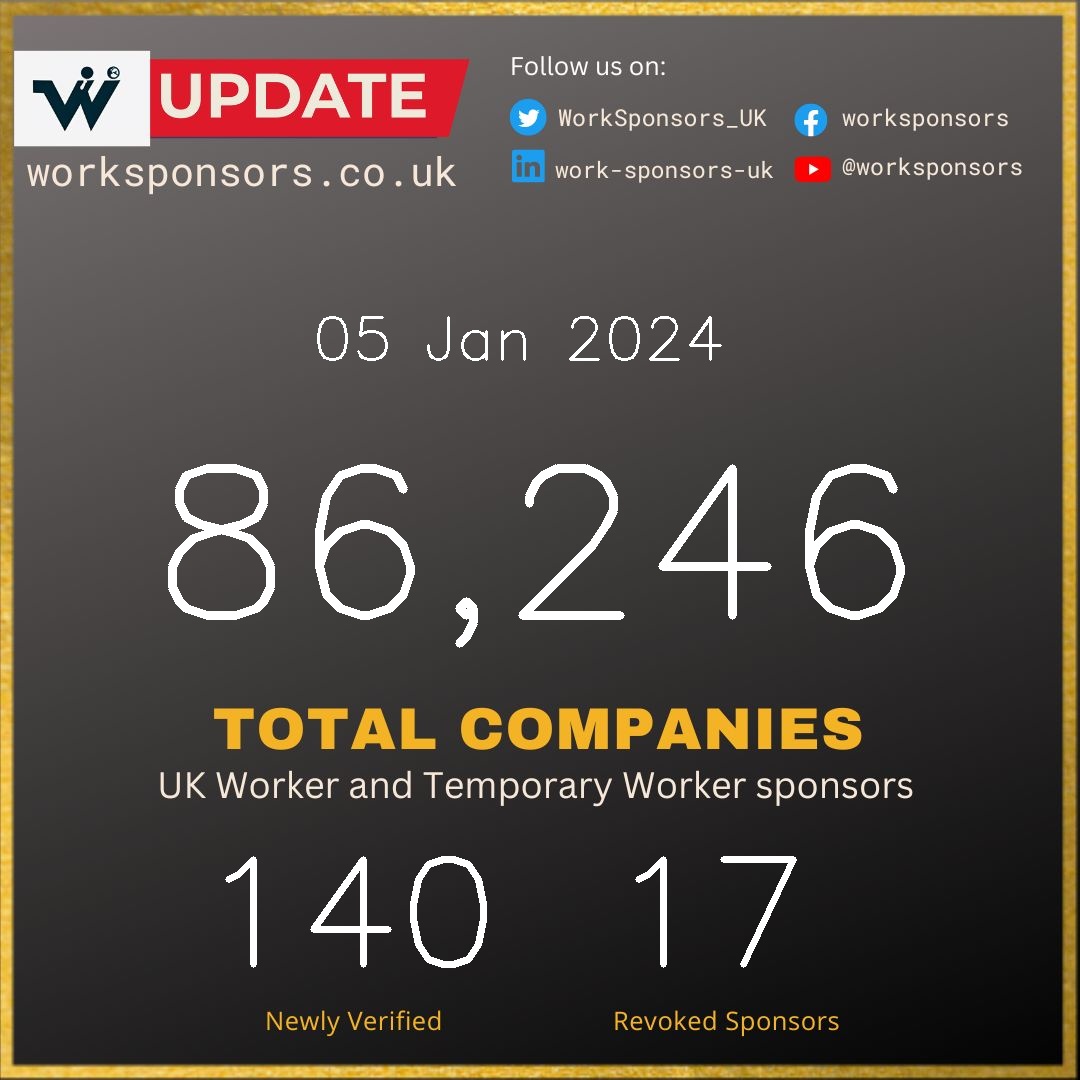 UPDATE
worksponsors.co.uk
Follow us on:
WorkSponsors_UK
worksponsors
work-sponsors-uk
@worksponsors
05 Jan 2024
86,246
TOTAL COMPANIES
UK Worker and Temporary Worker sponsors
140 17
Newly Verified Revoked Sponsors